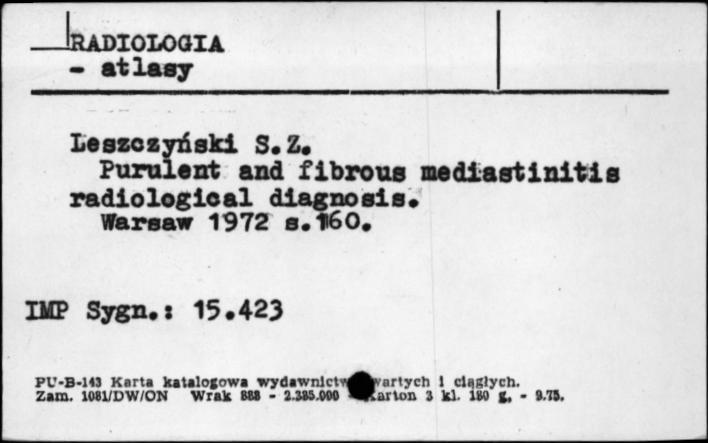 RADIOLOGIA
- atlasy
Leszczyński S.Z.
Purulent and fibrous mediastinitis
radiological diagnosis.
Warsaw 1972 s.160.
IMP Sygn.: 15.423
PU-B-143 Karta katalogowa wydawnictw zwartych i ciągłych.
Zam. 1081/DW/ON Wrak 888 - 2.385.000 - Karton 3 kl. 180 g, - 9.75.